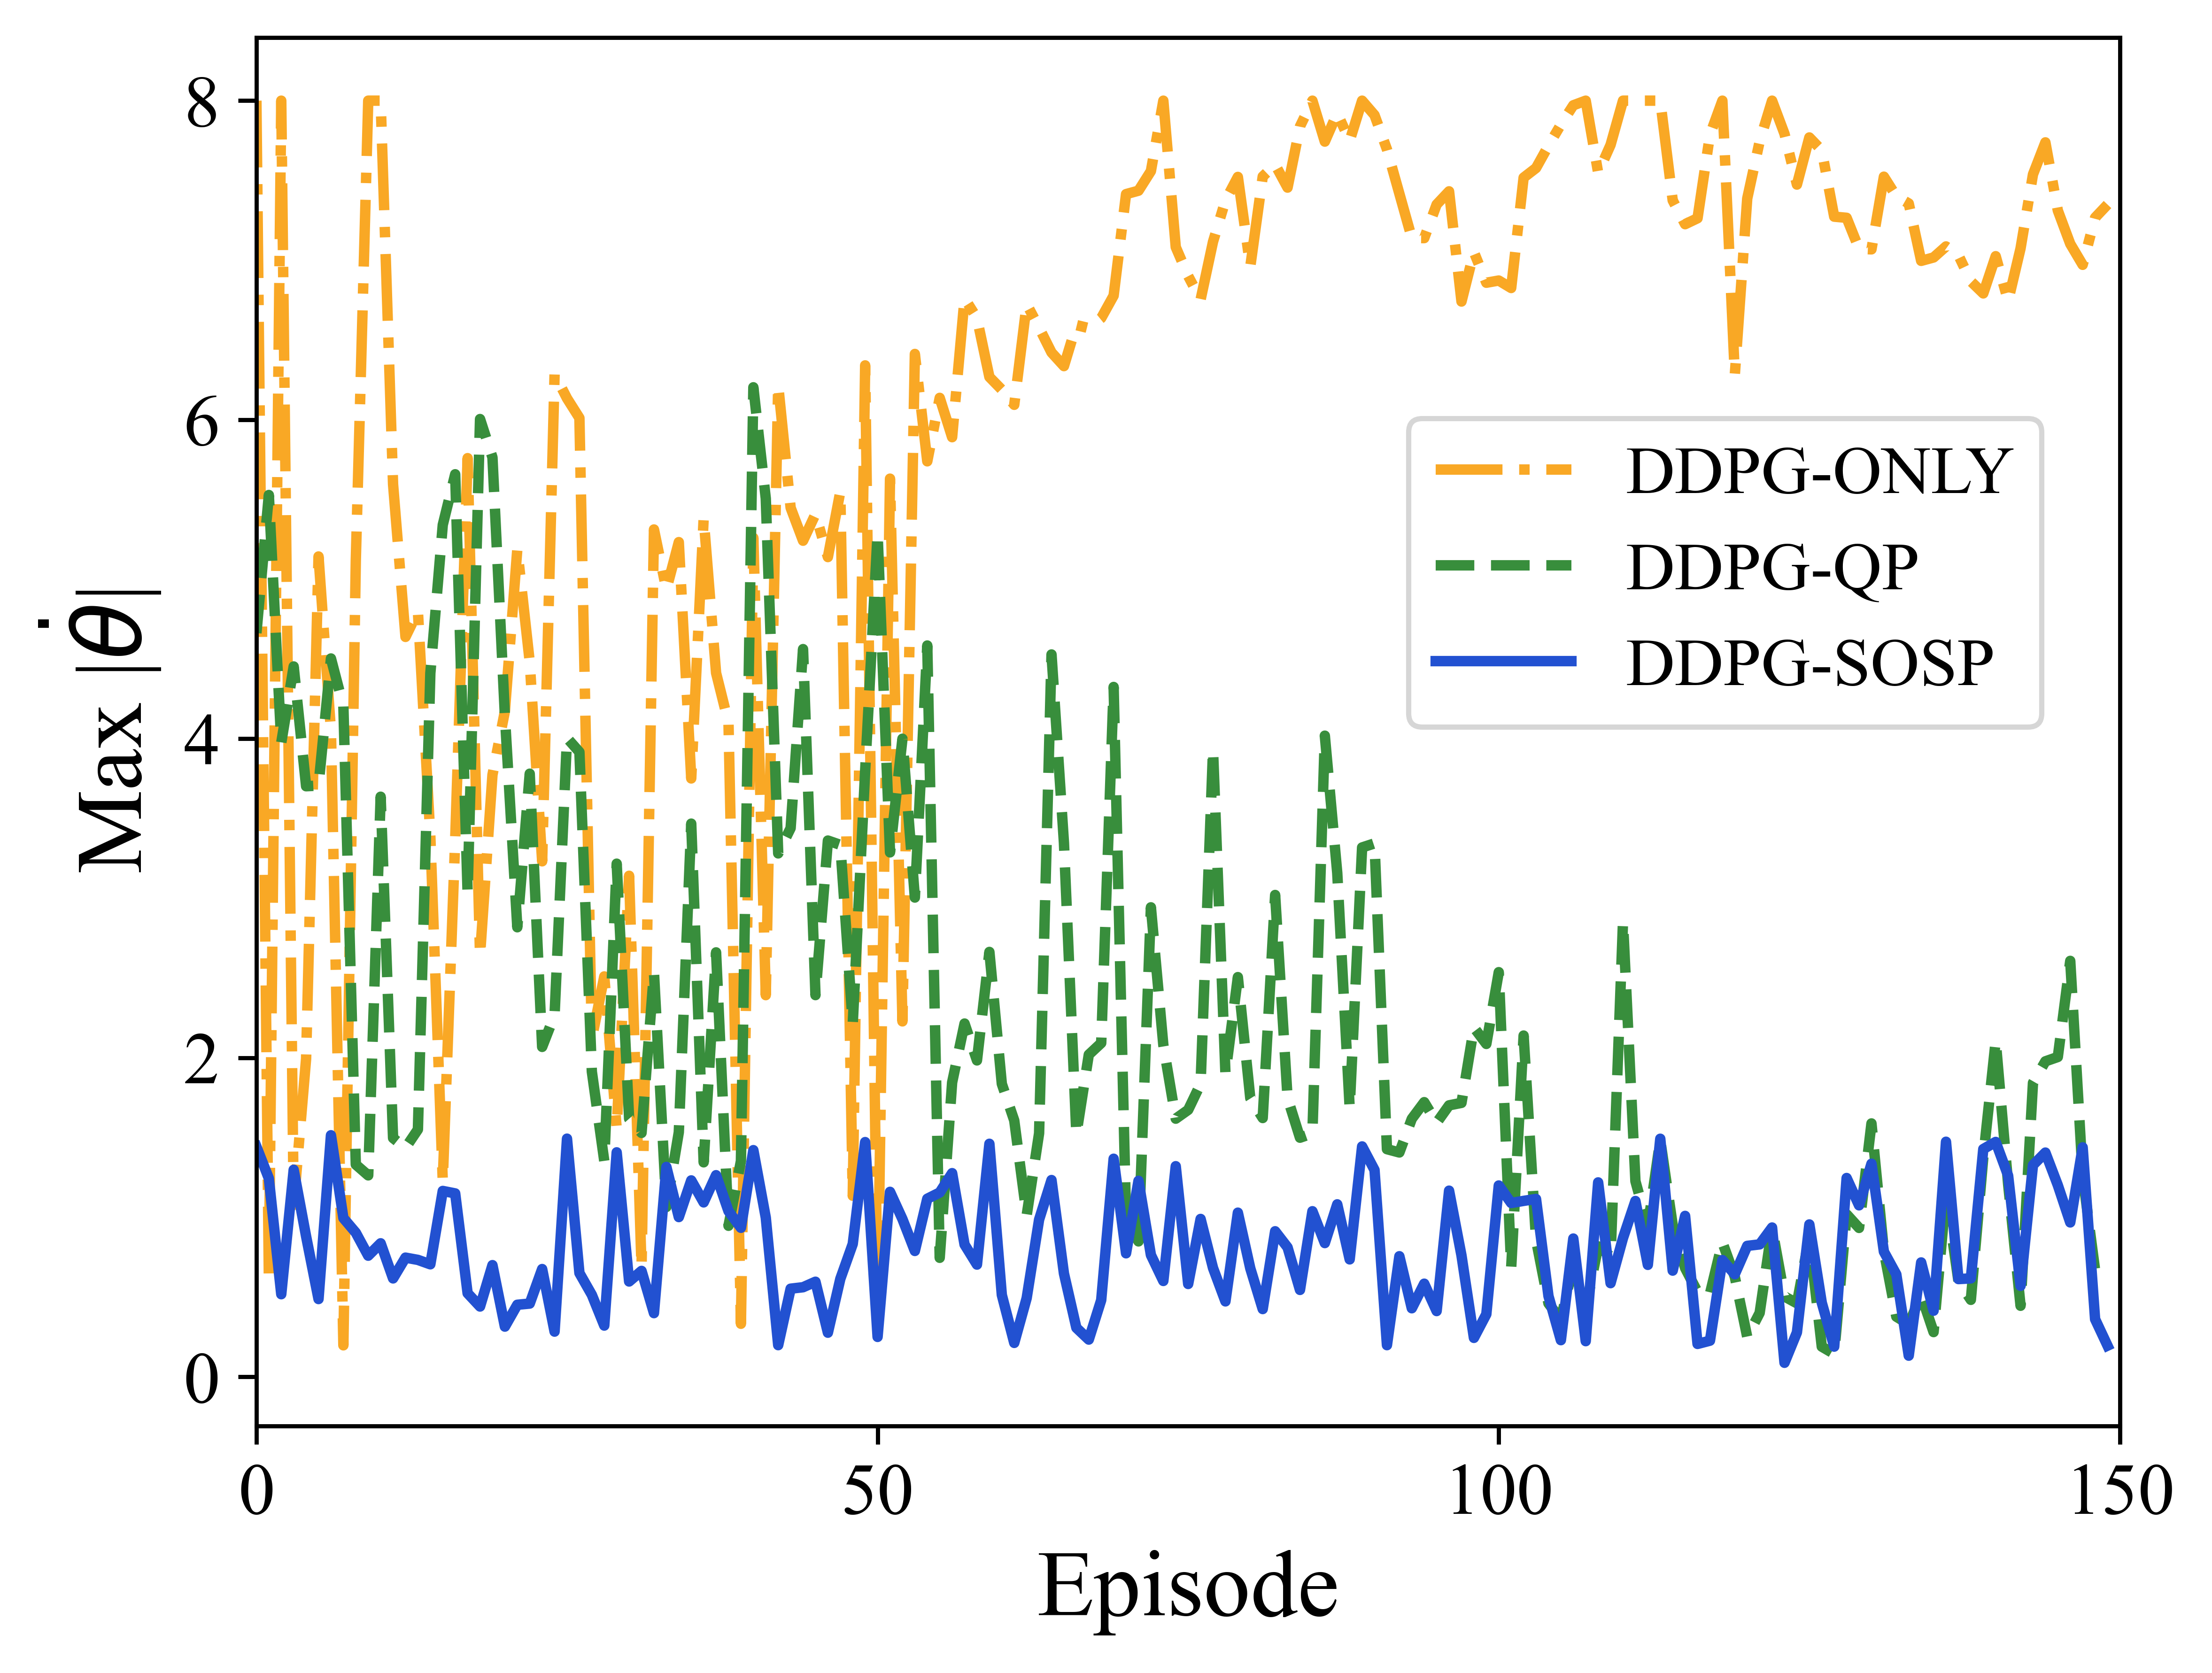 Max |θ̇|
8
6
4
2
0
DDPG-ONLY
DDPG-QP
DDPG-SOSP
0 50 100 150
Episode